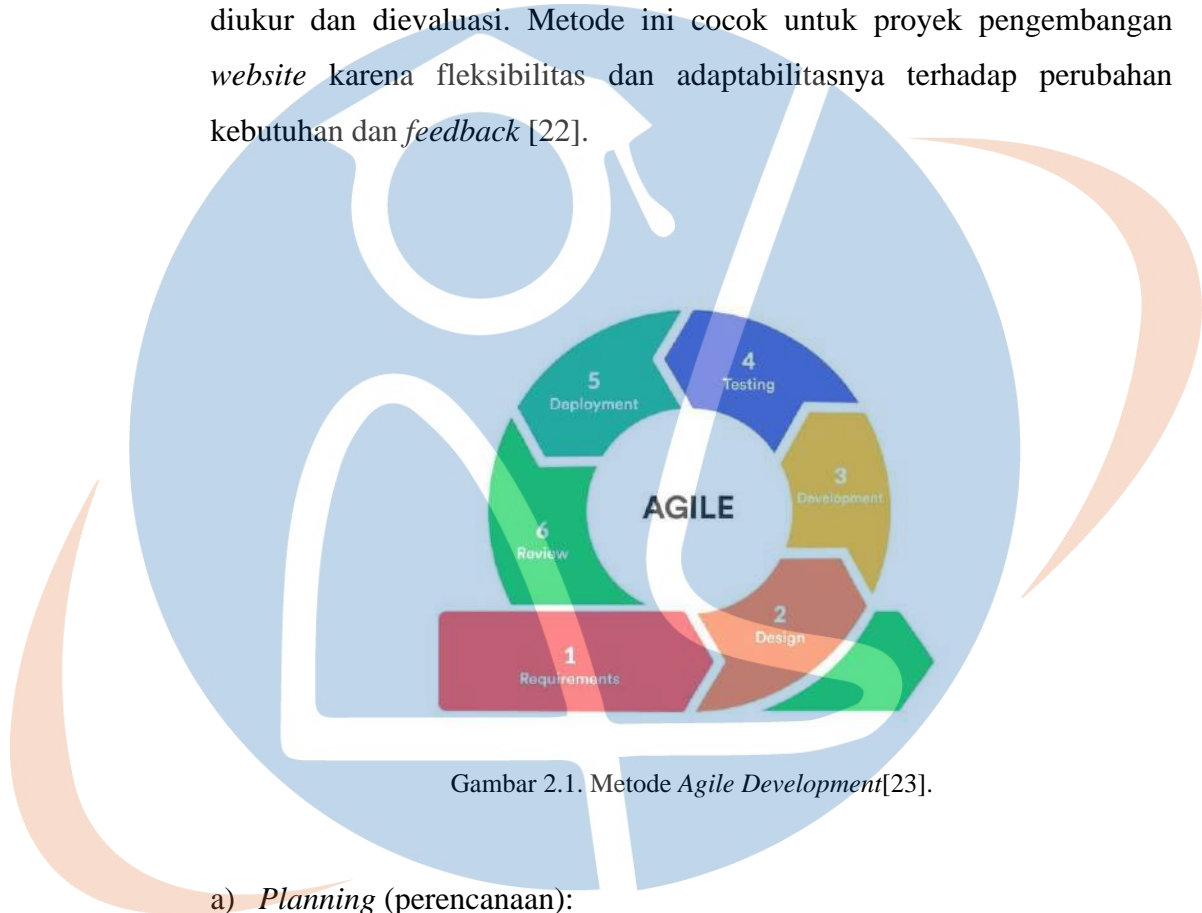 diukur dan dievaluasi. Metode ini cocok untuk proyek pengembangan
website karena fleksibilitas dan adaptabilitasnya terhadap perubahan
kebutuhan dan feedback [22].
4
Testing
5
Deployment
3
Development
AGILE
6
Review
2
Design
1
Requirements
Gambar 2.1. Metode Agile Development[23].
a) Planning (perencanaan):